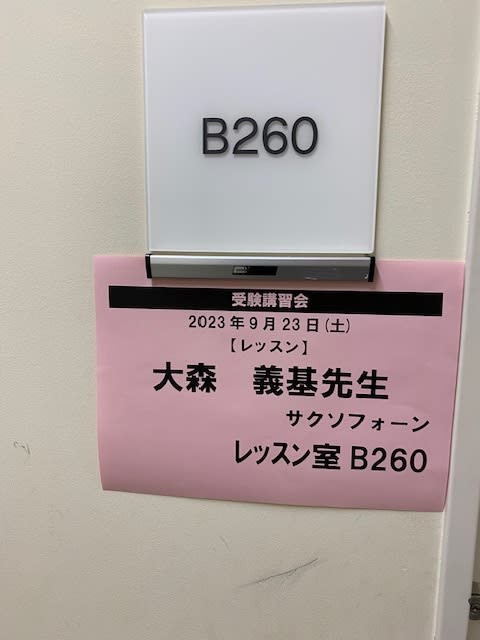 B260
受験講習会
2023年9月23日(土)
【レッスン】
大森　義基先生
サクソフォーン
レッスン室 B260